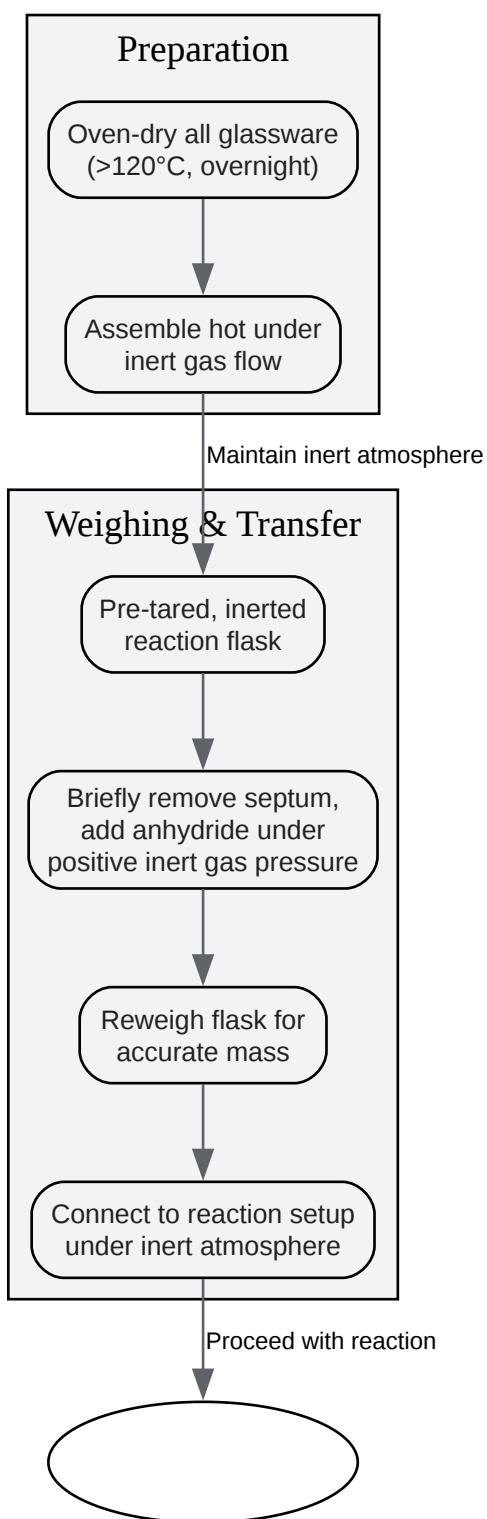 Preparation
Oven-dry all glassware
(>120°C, overnight)
Assemble hot under
inert gas flow
Maintain inert atmosphere
Weighing & Transfer
Pre-tared, inerted
reaction flask
Briefly remove septum,
add anhydride under
positive inert gas pressure
Reweigh flask for
accurate mass
Connect to reaction setup
under inert atmosphere
Proceed with reaction